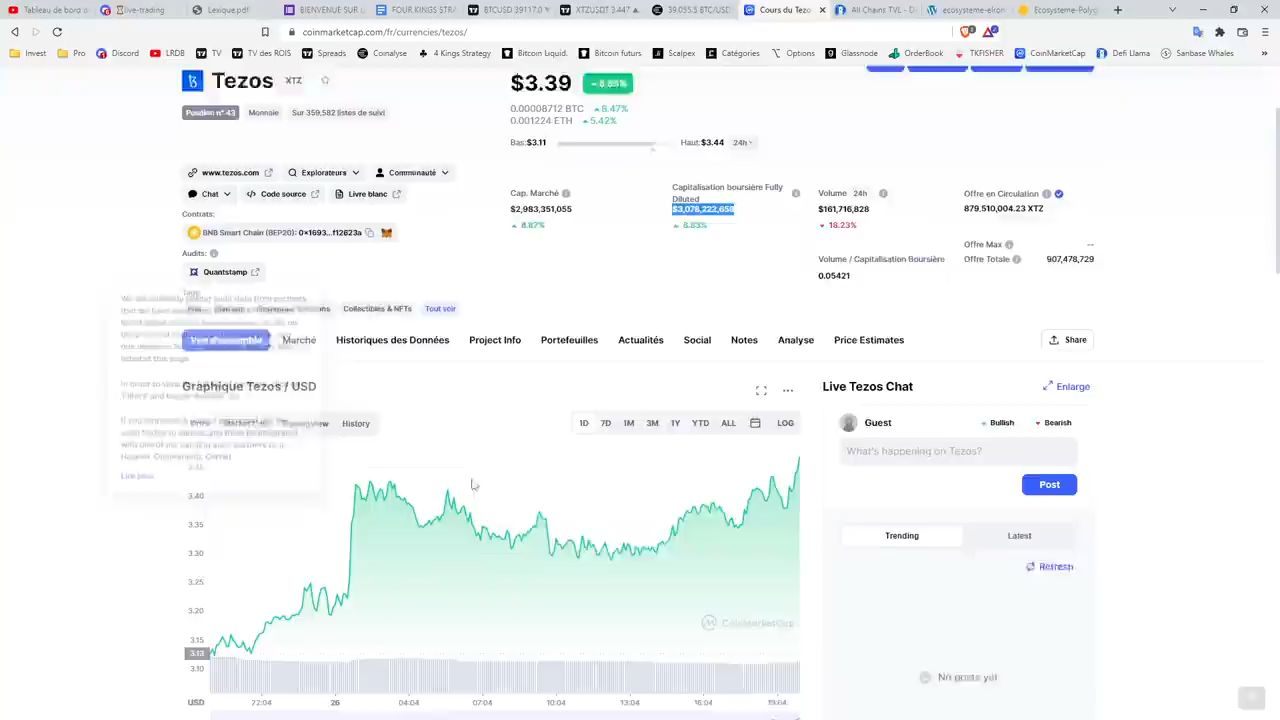 Tableau de bord
live-trading
Lexique.pdf
BIENVENUE SUR
FOUR KINGS STRA
BTCUSD 39117.0
XTZUSDT 3.447
39,055.5 BTC/USD
Cours du Tezo
All Chains TVL - D
ecosysteme-elron
Ecosysteme-Polyg
coinmarketcap.com/fr/currencies/tezos/
Invest
Pro
Discord
LRDB
TV
TV des ROIS
Spreads
Coinalyse
4 Kings Strategy
Bitcoin Liquid.
Bitcoin futurs
Scalpex
Catégories
Options
Glassnode
OrderBook
TKFISHER
CoinMarketCap
Defi Llama
Sanbase Whales
Tezos XTZ
$3.39
0.00008712 BTC 8.47%
0.001224 ETH 5.42%
Position n° 43
Monnaie
Sur 359,582 listes de suivi
Bas:$3.11
Haut:$3.44
24h
www.tezos.com
Explorateurs
Communauté
Chat
Code source
Livre blanc
Contrats:
BNB Smart Chain (BEP20): 0x1693...f12623a
Audits:
Quantstamp
Cap. Marché
$2,983,351,055
8.87%
Capitalisation boursière Fully
Diluted
$3,078,222,658
8.83%
Volume 24h
$161,716,828
18.23%
Volume / Capitalisation Boursière
0.05421
Offre en Circulation
879,510,004.23 XTZ
Offre Max --
Offre Totale 907,478,729
Collectibles & NFTs
Tout voir
Marché
Historiques des Données
Project Info
Portefeuilles
Actualités
Social
Notes
Analyse
Price Estimates
Share
Graphique Tezos / USD
History
1D
7D
1M
3M
1Y
YTD
ALL
LOG
3.40
3.35
3.30
3.25
3.20
3.15
3.13
3.10
USD
26
04:04
07:04
10:04
13:04
16:04
19:04
CoinMarketCap
Live Tezos Chat
Enlarge
Guest
Bullish
Bearish
What's happening on Tezos?
Post
Trending
Latest
Refresh
No posts yet